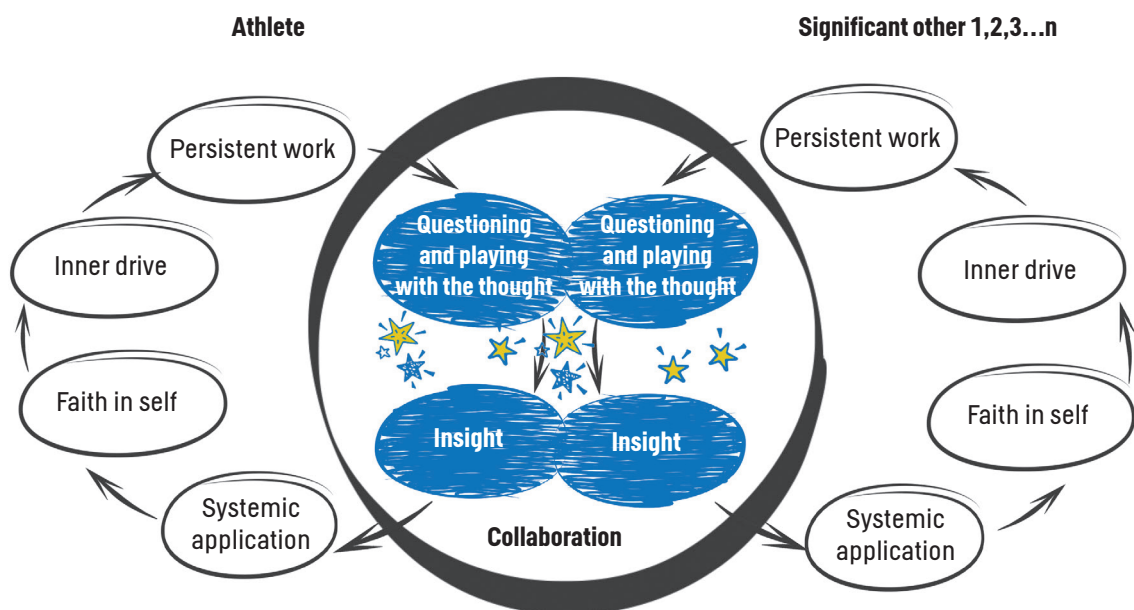 Athlete
Significant other 1,2,3...n
Persistent work
Persistent work
Questioning
and playing
with the thought
Questioning
and playing
with the thought
Inner drive
Inner drive
Faith in self
Faith in self
Insight
Insight
Systemic
application
Collaboration
Systemic
application